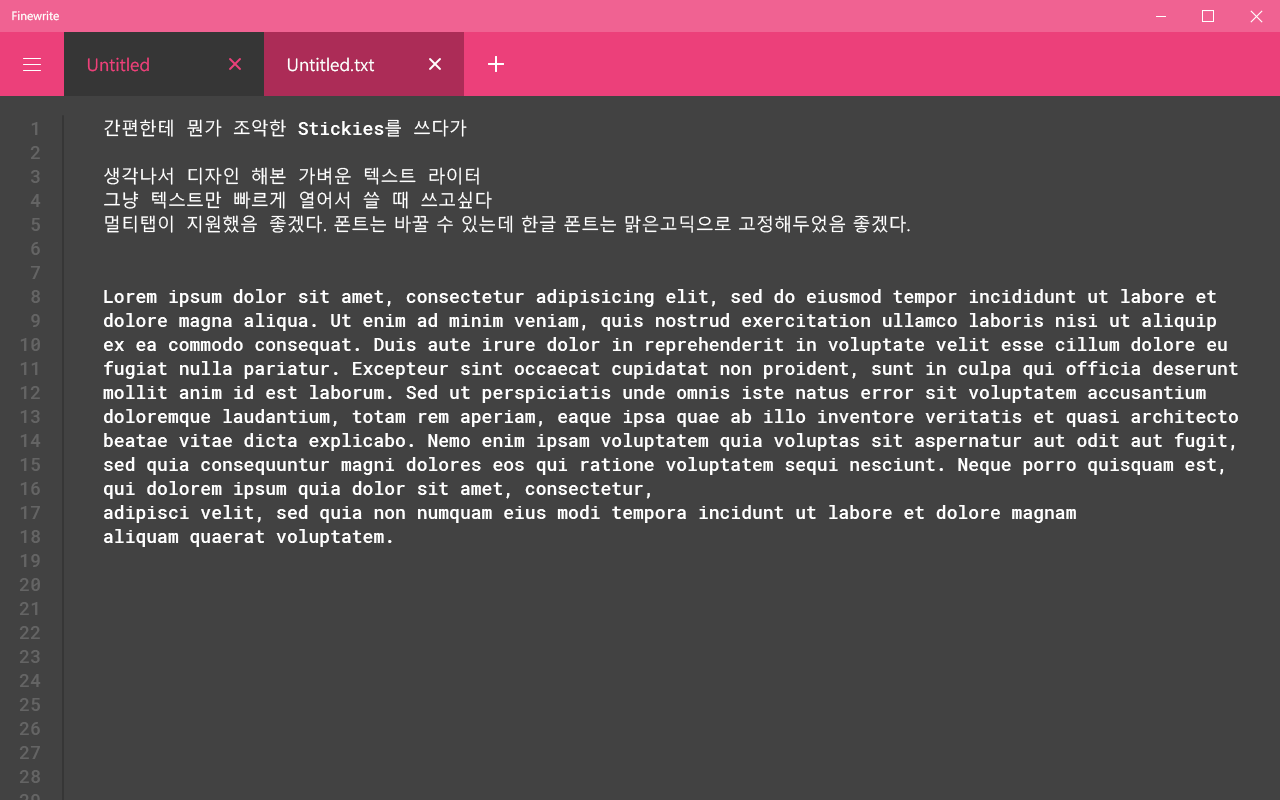 Finewrite
Untitled
Untitled.txt
1 간편한테 뭔가 조악한 Stickies를 쓰다가
2
3 생각나서 디자인 해본 가벼운 텍스트 라이터
4 그냥 텍스트만 빠르게 열어서 쓸 때 쓰고싶다
5 멀티탭이 지원했음 좋겠다. 폰트는 바꿀 수 있는데 한글 폰트는 맑은고딕으로 고정해두었음 좋겠다.
6
7
8 Lorem ipsum dolor sit amet, consectetur adipisicing elit, sed do eiusmod tempor incididunt ut labore et
9 dolore magna aliqua. Ut enim ad minim veniam, quis nostrud exercitation ullamco laboris nisi ut aliquip
10 ex ea commodo consequat. Duis aute irure dolor in reprehenderit in voluptate velit esse cillum dolore eu
11 fugiat nulla pariatur. Excepteur sint occaecat cupidatat non proident, sunt in culpa qui officia deserunt
12 mollit anim id est laborum. Sed ut perspiciatis unde omnis iste natus error sit voluptatem accusantium
13 doloremque laudantium, totam rem aperiam, eaque ipsa quae ab illo inventore veritatis et quasi architecto
14 beatae vitae dicta explicabo. Nemo enim ipsam voluptatem quia voluptas sit aspernatur aut odit aut fugit,
15 sed quia consequuntur magni dolores eos qui ratione voluptatem sequi nesciunt. Neque porro quisquam est,
16 qui dolorem ipsum quia dolor sit amet, consectetur,
17 adipisci velit, sed quia non numquam eius modi tempora incidunt ut labore et dolore magnam
18 aliquam quaerat voluptatem.
19
20
21
22
23
24
25
26
27
28
29